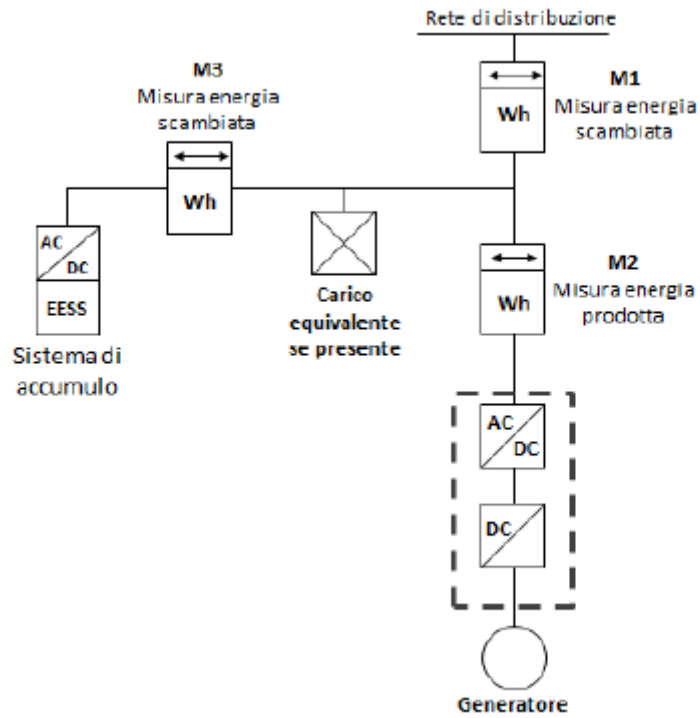 Rete di distribuzione
M3
Misura energia
scambiata
Wh
M1
Misura energia
scambiata
Wh
AC
DC
EESS
Sistema di
accumulo
Carico
equivalente
se presente
Wh
M2
Misura energia
prodotta
AC
DC
DC
Generatore